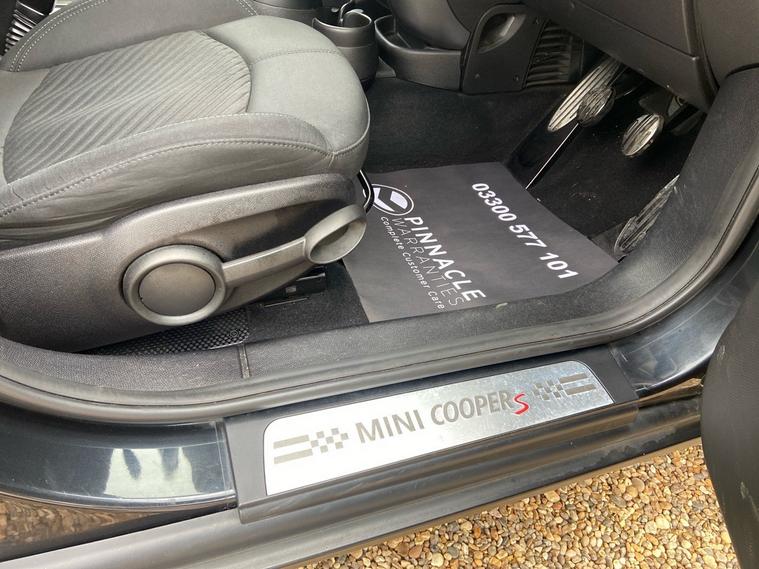 03300 577 101
PINNACLE
WARRANTIES
Complete Customer Care
MINI COOPER S